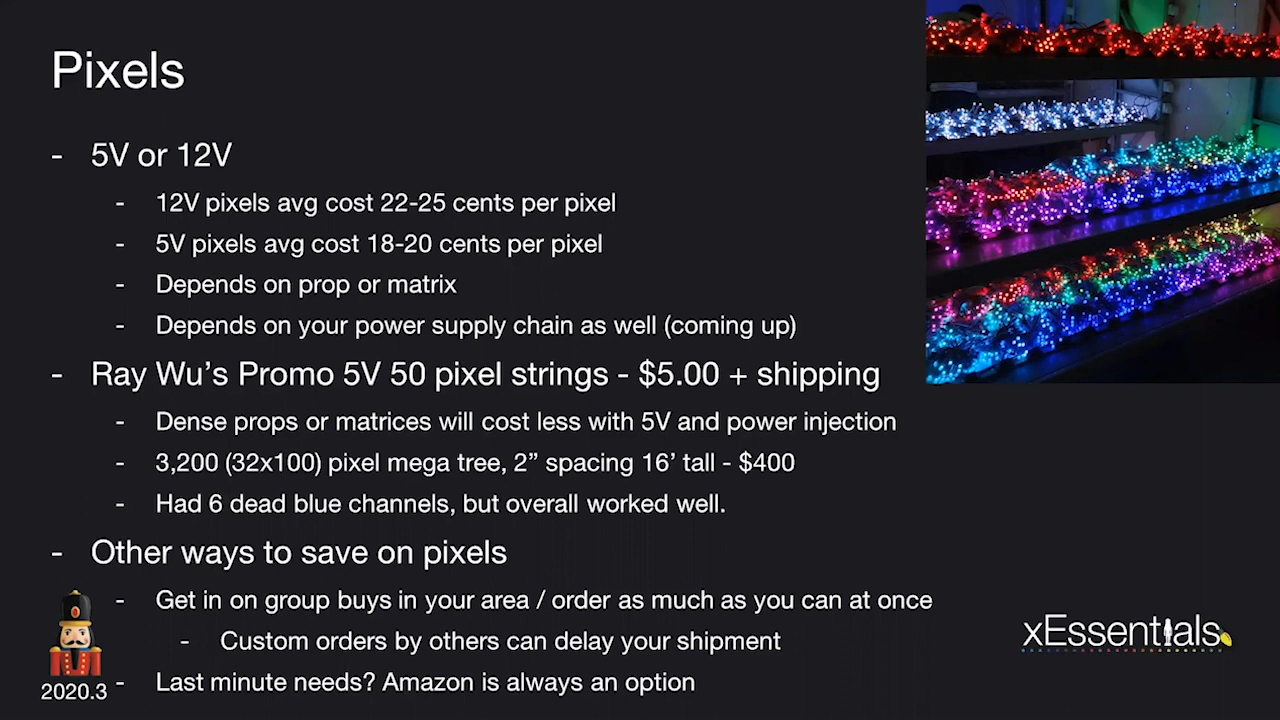 Pixels
- 5V or 12V
- 12V pixels avg cost 22-25 cents per pixel
- 5V pixels avg cost 18-20 cents per pixel
- Depends on prop or matrix
- Depends on your power supply chain as well (coming up)
- Ray Wu’s Promo 5V 50 pixel strings - $5.00 + shipping
- Dense props or matrices will cost less with 5V and power injection
- 3,200 (32x100) pixel mega tree, 2” spacing 16’ tall - $400
- Had 6 dead blue channels, but overall worked well.
- Other ways to save on pixels
- Get in on group buys in your area / order as much as you can at once
- Custom orders by others can delay your shipment
- Last minute needs? Amazon is always an option
xEssentials
2020.3